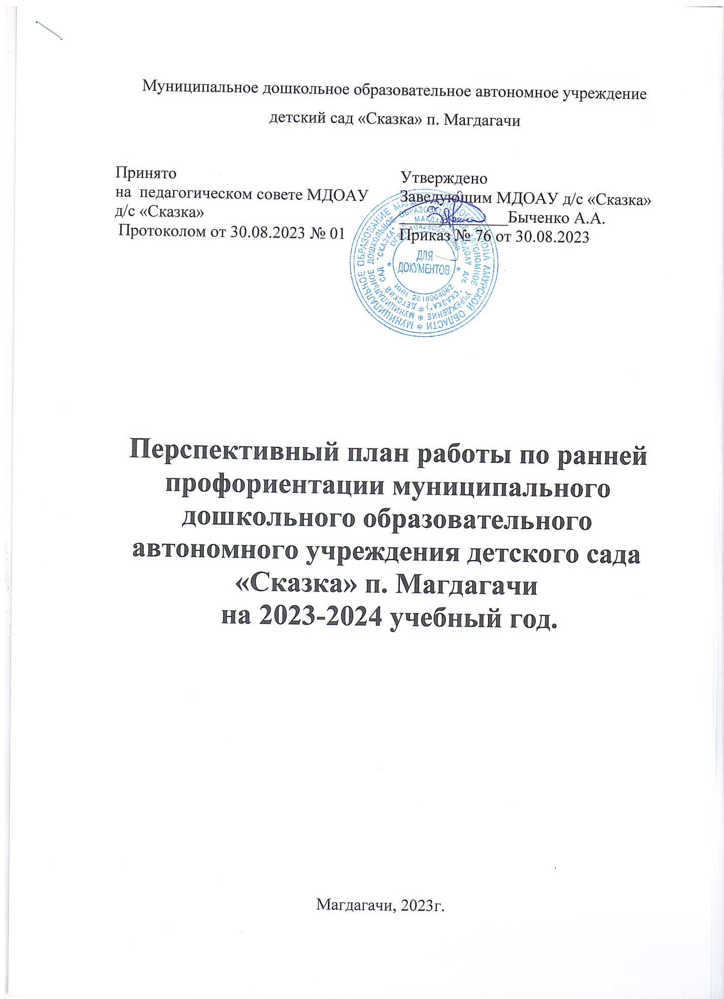 Муниципальное дошкольное образовательное автономное учреждение
детский сад «Сказка» п. Магдагачи
Принято
на  педагогическом совете МДОАУ
д/с «Сказка»
Протоколом от 30.08.2023 № 01
Утверждено
Заведующим МДОАУ д/с «Сказка»
_____________Быченко А.А.
Приказ № 76 от 30.08.2023
МУНИЦИПАЛЬНОЕ ОБРАЗОВАНИЕ РАЙОНА АМУРСКОЙ ОБЛАСТИ
МУНИЦИПАЛЬНОЕ ДОШКОЛЬНОЕ ОБРАЗОВАТЕЛЬНОЕ АВТОНОМНОЕ УЧРЕЖДЕНИЕ
ДЕТСКИЙ САД "СКАЗКА" (МДОАУ Д/С "СКАЗКА")
ОГРН
ИНН 2818004062
ДЛЯ
ДОКУМЕНТОВ
Перспективный план работы по ранней
профориентации муниципального
дошкольного образовательного
автономного учреждения детского сада
«Сказка» п. Магдагачи
на 2023-2024 учебный год.
Магдагачи, 2023г.